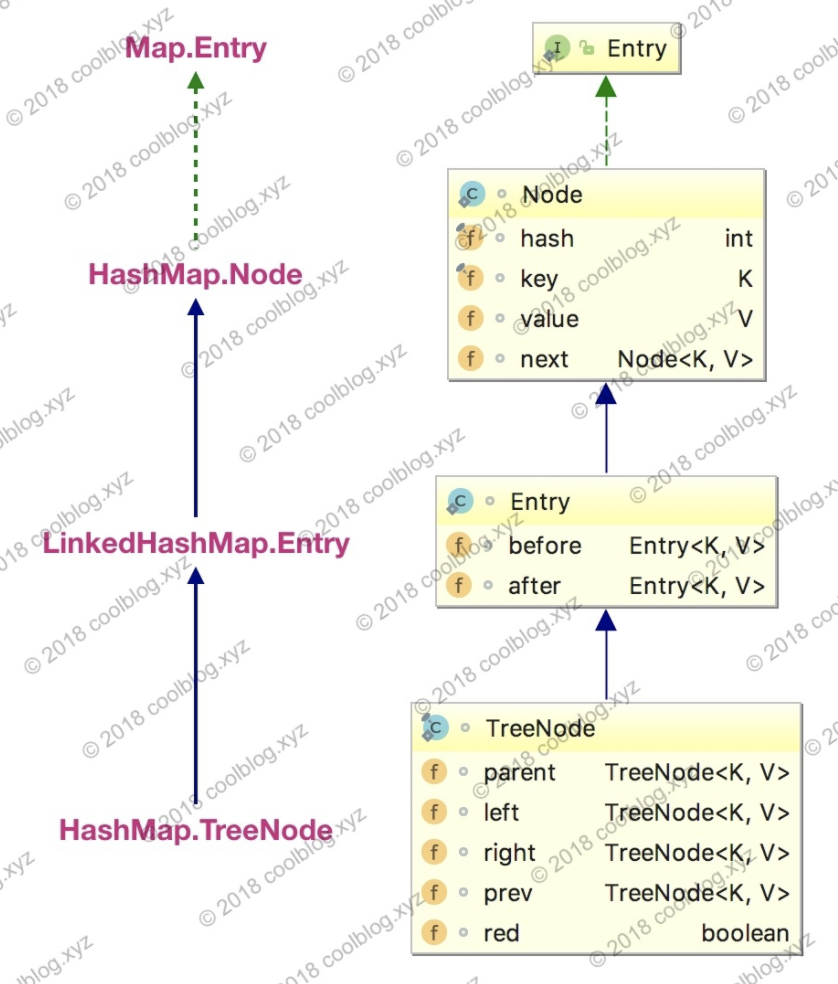 Map.Entry
HashMap.Node
LinkedHashMap.Entry
HashMap.TreeNode
I Entry
C Node
f hash int
f key K
f value V
f next Node<K, V>
C Entry
f before Entry<K, V>
f after Entry<K, V>
C TreeNode
f parent TreeNode<K, V>
f left TreeNode<K, V>
f right TreeNode<K, V>
f prev TreeNode<K, V>
f red boolean
© 2018 coolblog.xyz